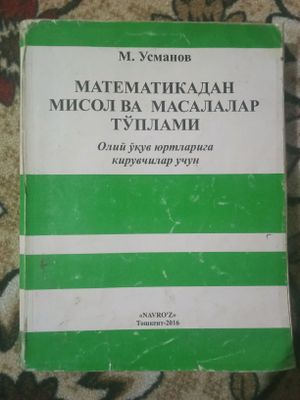 М. Усманов
МАТЕМАТИКАДАН
МИСОЛ ВА МАСАЛАЛАР
ТЎПЛАМИ
Олий ўқув юртларига
кирувчилар учун
«NAVRO'Z»
Тошкент-2016